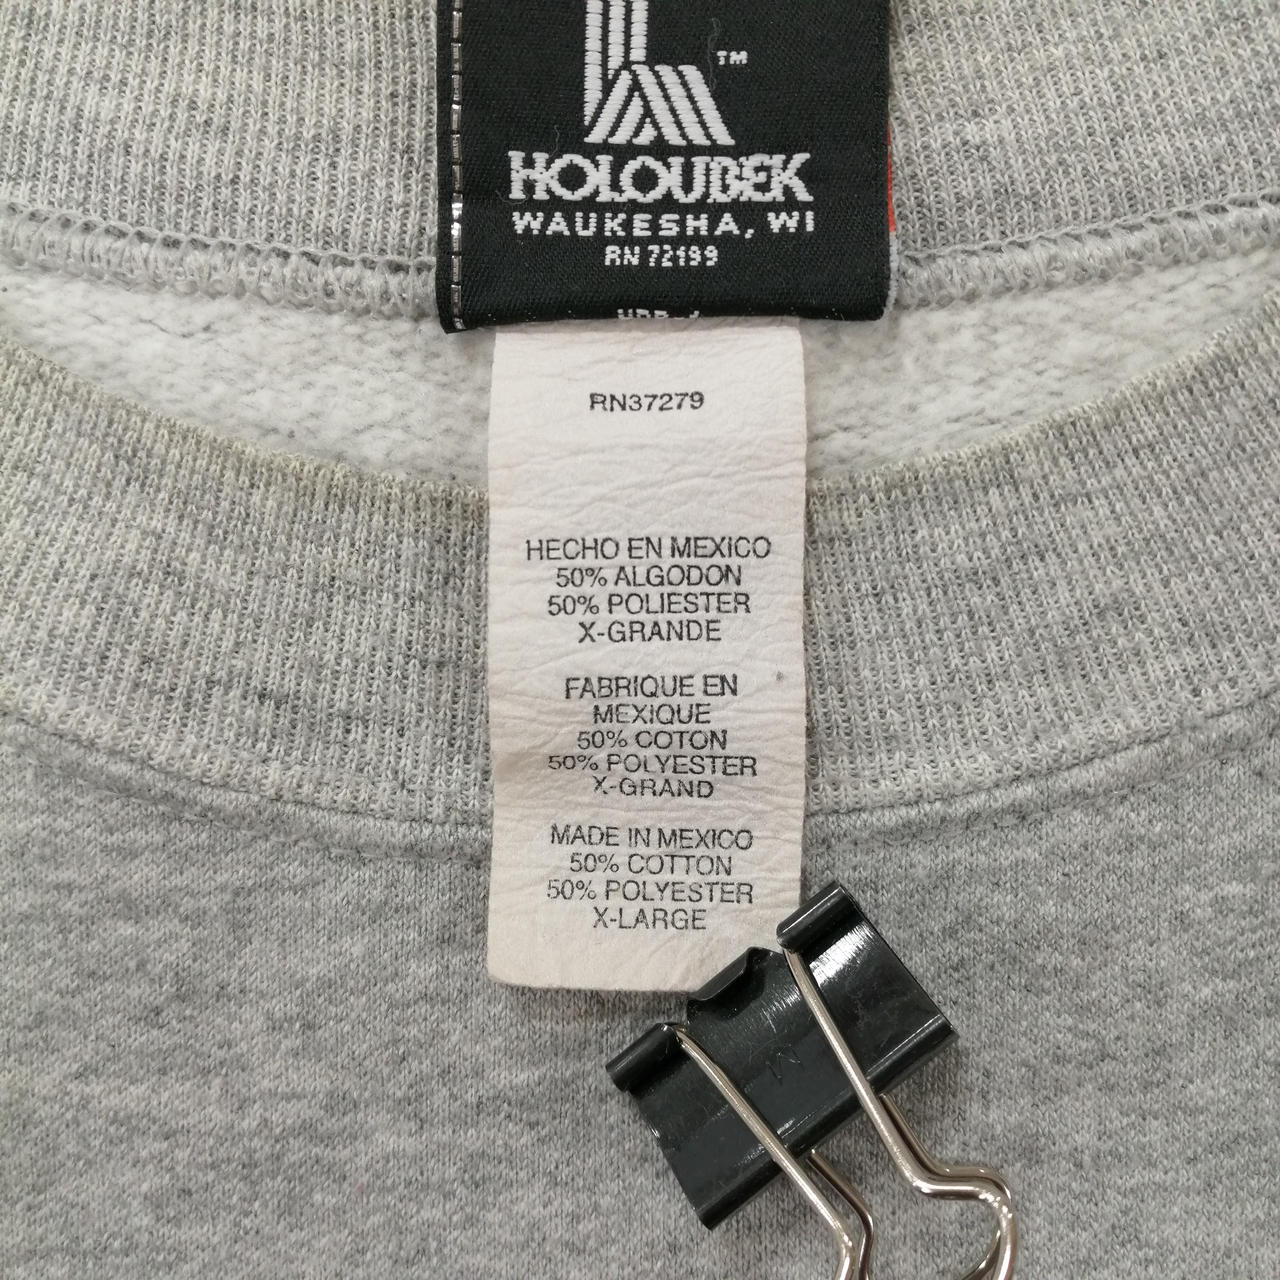 TM
HOLOUBEK
WAUKESHA, WI
RN 72199
RN37279
HECHO EN MEXICO
50% ALGODON
50% POLIESTER
X-GRANDE
FABRIQUE EN
MEXIQUE
50% COTON
50% POLYESTER
X-GRAND
MADE IN MEXICO
50% COTTON
50% POLYESTER
X-LARGE